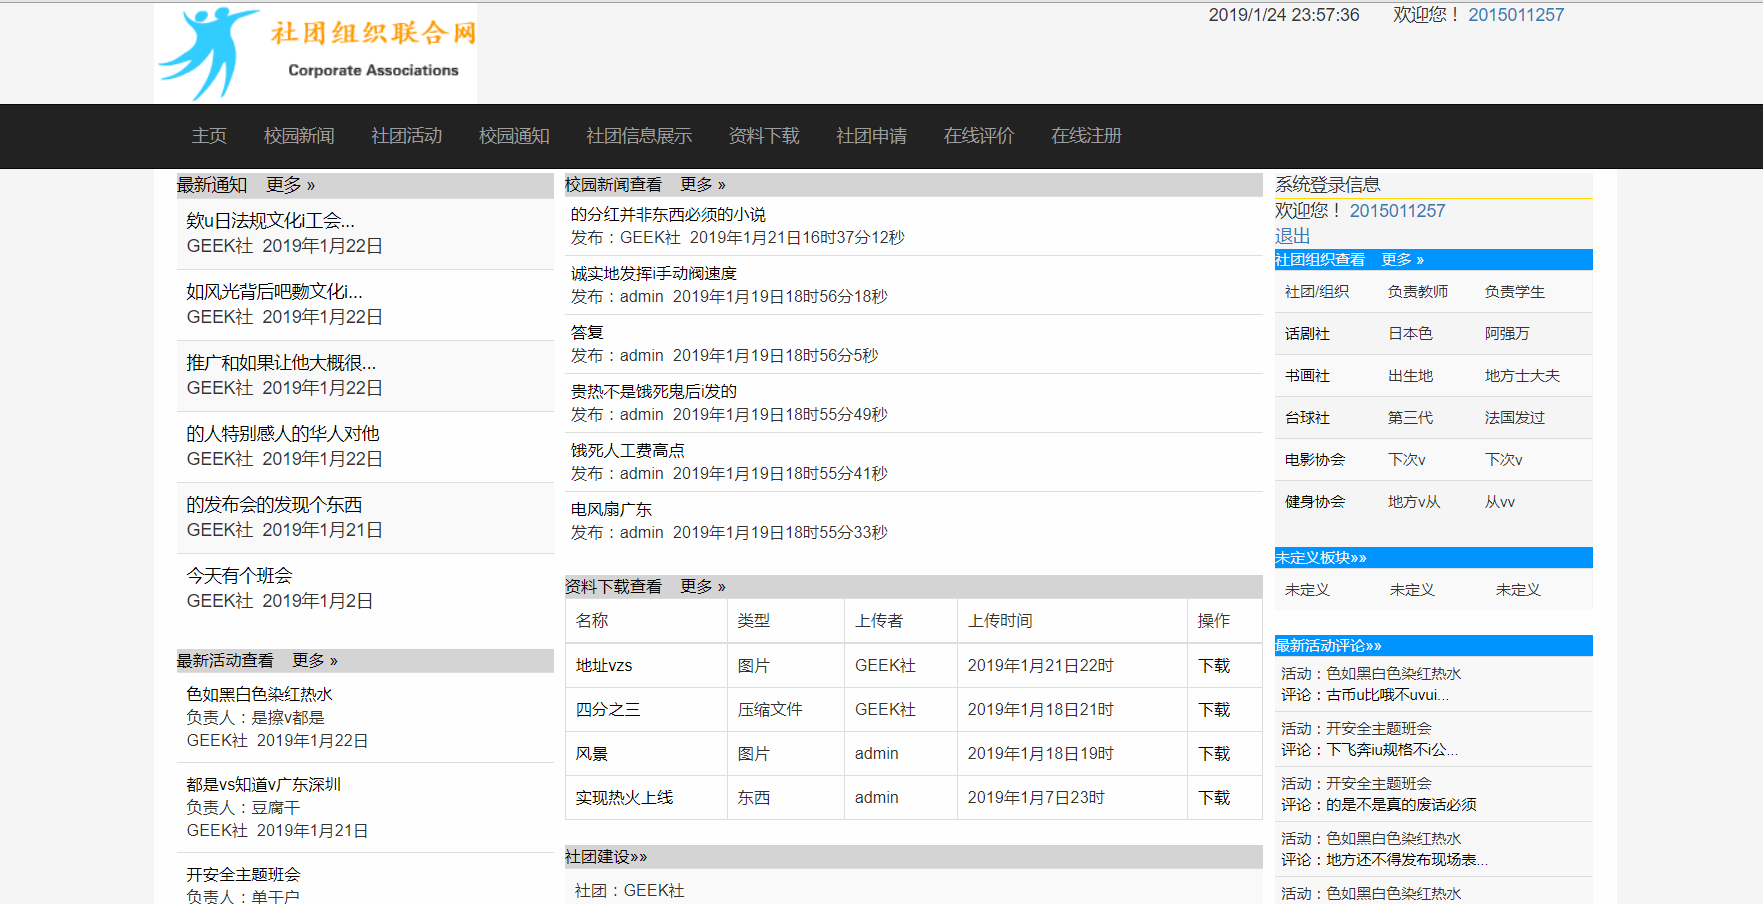 社团组织联合网
Corporate Associations
2019/1/24 23:57:36 欢迎您！ 2015011257
主页 校园新闻 社团活动 校园通知 社团信息展示 资料下载 社团申请 在线评价 在线注册
最新通知 更多 »
欸u日法规文化i工会...
GEEK社 2019年1月22日
如风光背后吧勠文化i...
GEEK社 2019年1月22日
推广和如果让他大概很...
GEEK社 2019年1月22日
的人特别感人的华人对他
GEEK社 2019年1月22日
的发布会的发现个东西
GEEK社 2019年1月21日
今天有个班会
GEEK社 2019年1月2日
最新活动查看 更多 »
色如黑白色染红热水
负责人：是擦v都是
GEEK社 2019年1月22日
都是vs知道v广东深圳
负责人：豆腐干
GEEK社 2019年1月21日
开安全主题班会
负责人：单干户
校园新闻查看 更多 »
的分红并非东西必须的小说
发布：GEEK社 2019年1月21日16时37分12秒
诚实地发挥i手动阀速度
发布：admin 2019年1月19日18时56分18秒
答复
发布：admin 2019年1月19日18时56分5秒
贵热不是饿死鬼后i发的
发布：admin 2019年1月19日18时55分49秒
饿死人工费高点
发布：admin 2019年1月19日18时55分41秒
电风扇广东
发布：admin 2019年1月19日18时55分33秒
资料下载查看 更多 »
名称 类型 上传者 上传时间 操作
地址vzs 图片 GEEK社 2019年1月21日22时 下载
四分之三 压缩文件 GEEK社 2019年1月18日21时 下载
风景 图片 admin 2019年1月18日19时 下载
实现热火上线 东西 admin 2019年1月7日23时 下载
社团建设»»
社团：GEEK社
系统登录信息
欢迎您！ 2015011257
退出
社团组织查看 更多 »
社团/组织 负责教师 负责学生
话剧社 日本色 阿强万
书画社 出生地 地方士大夫
台球社 第三代 法国发过
电影协会 下次v 下次v
健身协会 地方v从 从vv
未定义板块»»
未定义 未定义 未定义
最新活动评论»»
活动：色如黑白色染红热水
评论：古币u比哦不uvui...
活动：开安全主题班会
评论：下飞奔iu规格不i公...
活动：开安全主题班会
评论：的是不是真的废话必须
活动：色如黑白色染红热水
评论：地方还不得发布现场表...
活动：色如黑白色染红热水